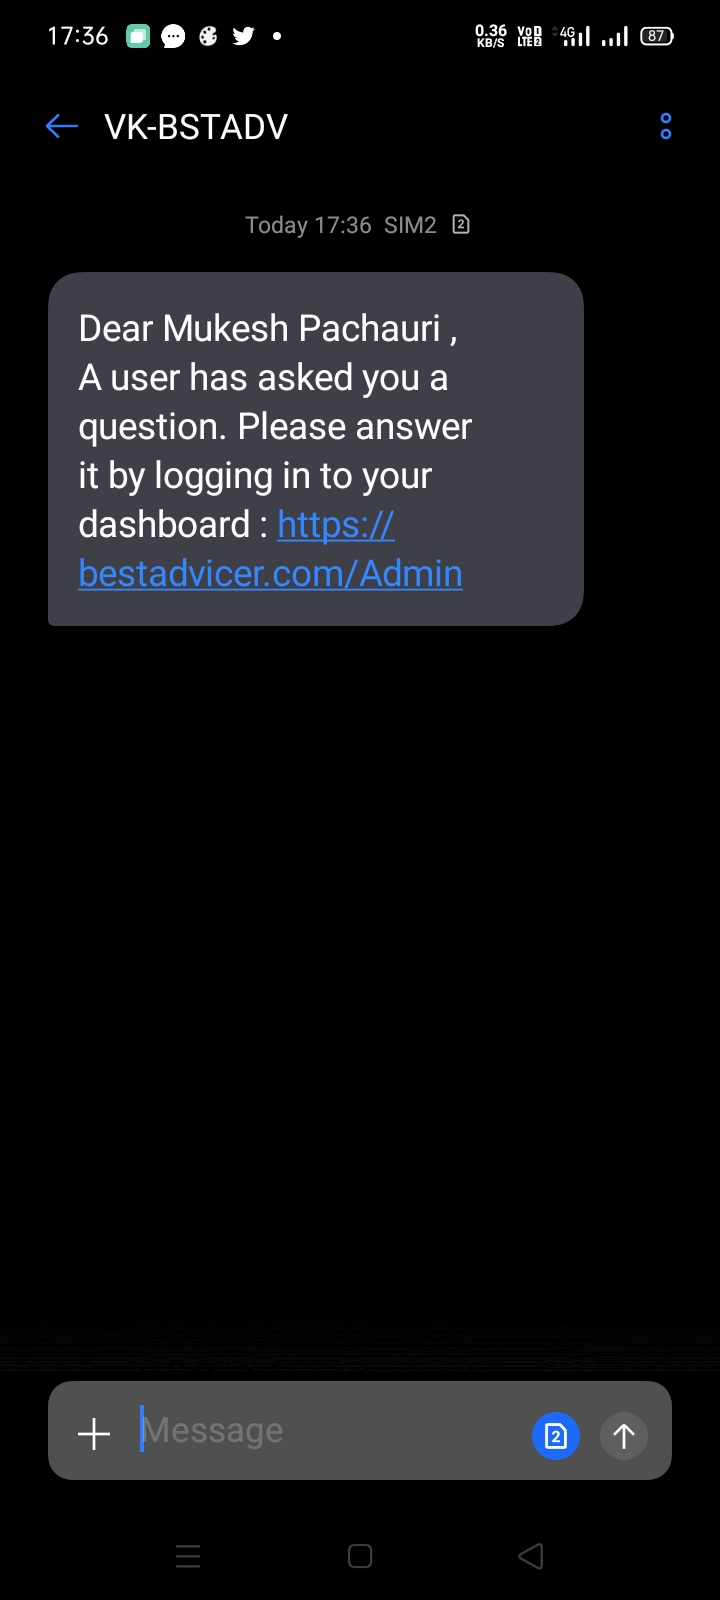 17:36
0.36 KB/S VoD LTE2 4G 87
VK-BSTADV
Today 17:36 SIM2 2
Dear Mukesh Pachauri ,
A user has asked you a
question. Please answer
it by logging in to your
dashboard : https://
bestadvicer.com/Admin
Message
2